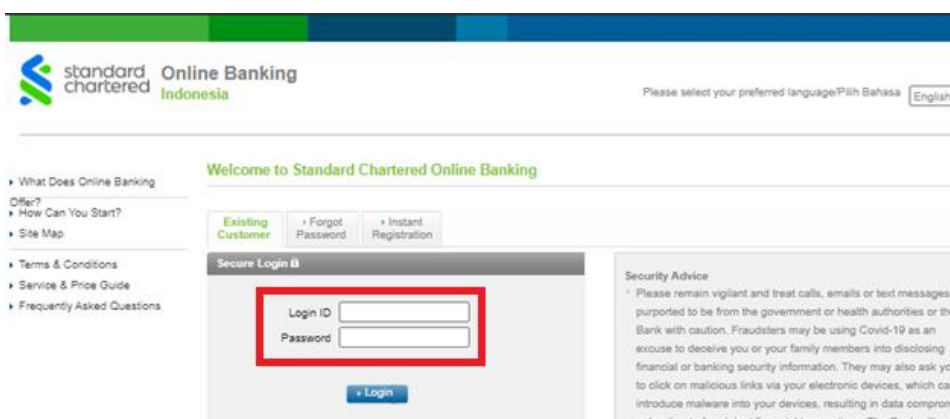 standard chartered
Online Banking
Indonesia
Please select your preferred language/Pilih Bahasa English
What Does Online Banking Offer?
How Can You Start?
Site Map
Terms & Conditions
Service & Price Guide
Frequently Asked Questions
Welcome to Standard Chartered Online Banking
Existing Customer
Forgot Password
Instant Registration
Secure Login
Login ID
Password
Login
Security Advice
Please remain vigilant and treat calls, emails or text messages
purported to be from the government or health authorities or
Bank with caution. Fraudsters may be using Covid-19 as an
excuse to deceive you or your family members into disclosing
financial or banking security information. They may also ask
to click on malicious links via your electronic devices, which
introduce malware into your devices, resulting in data